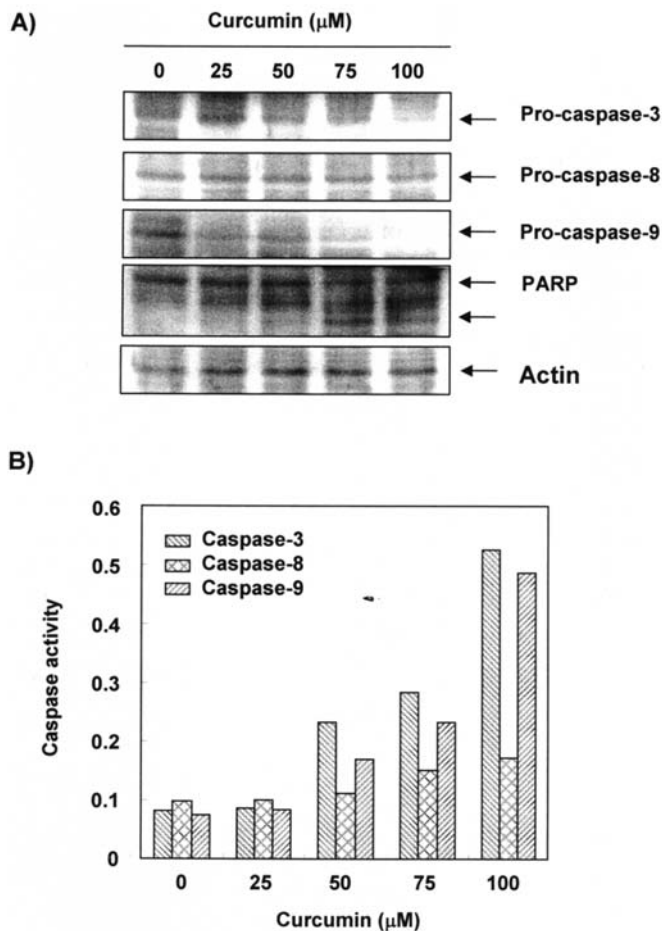 A)
Curcumin (μM)
0 25 50 75 100
Pro-caspase-3
Pro-caspase-8
Pro-caspase-9
PARP
Actin
B)
0.6
0.5
0.4
0.3
0.2
0.1
0
Caspase activity
Caspase-3
Caspase-8
Caspase-9
0 25 50 75 100
Curcumin (μM)